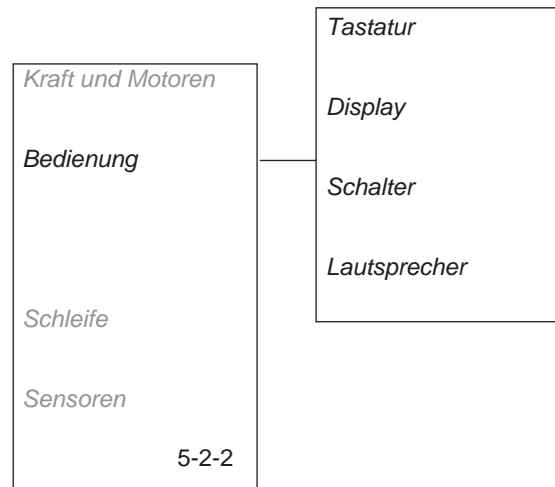 Kraft und Motoren
Bedienung
Schleife
Sensoren
5-2-2
Tastatur
Display
Schalter
Lautsprecher